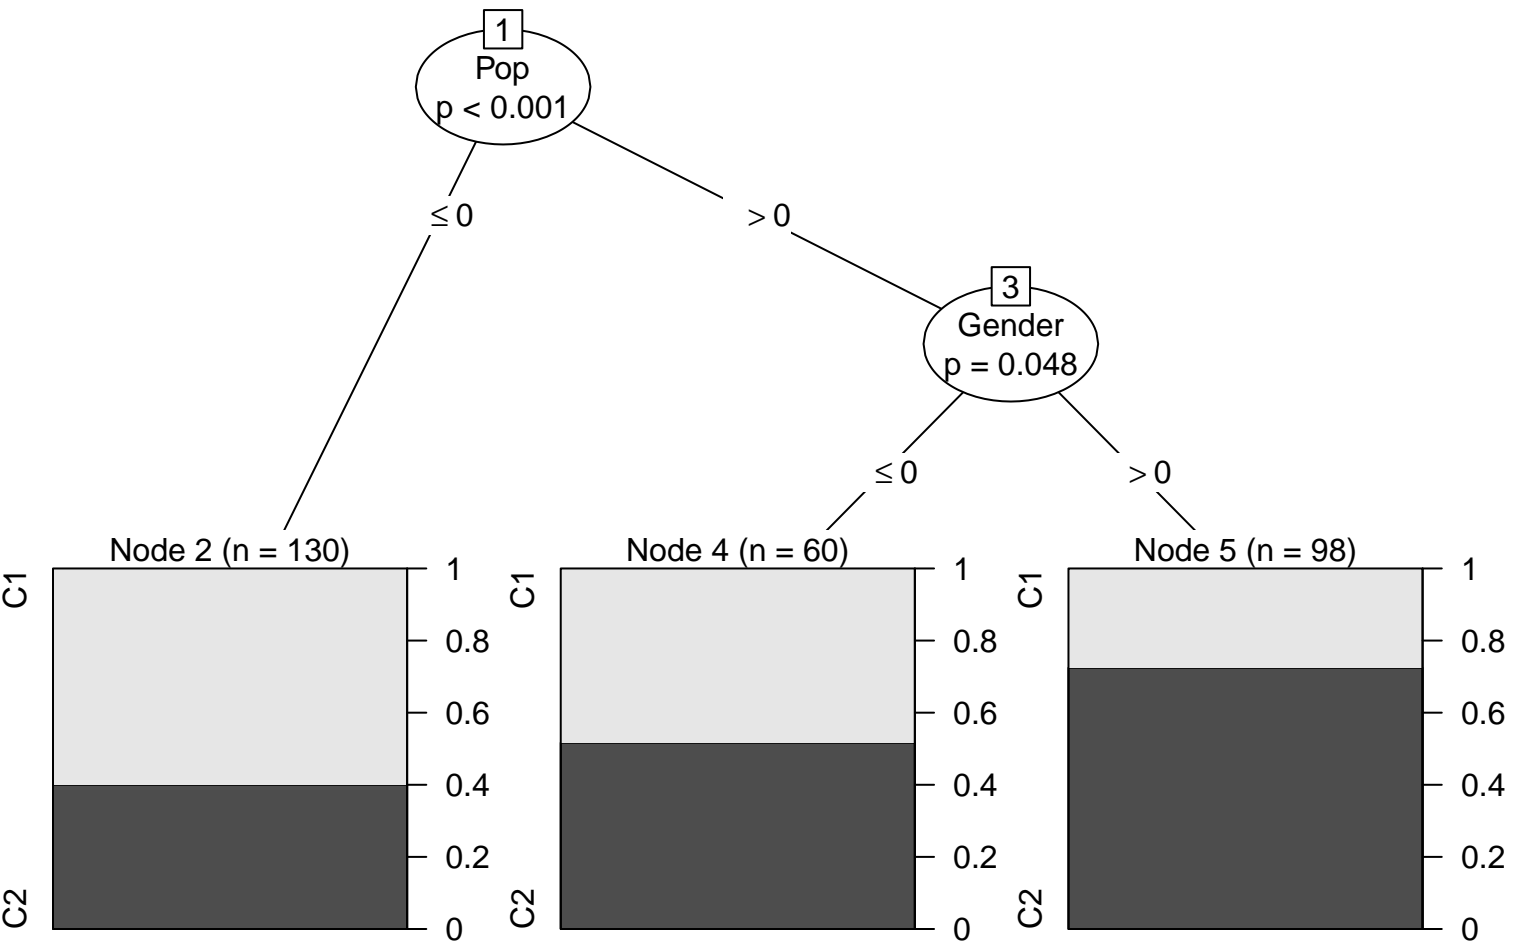 1
Pop
p < 0.001
≤ 0
> 0
3
Gender
p = 0.048
≤ 0
> 0
Node 2 (n = 130)
C1
C2
1
0.8
0.6
0.4
0.2
0
Node 4 (n = 60)
C1
C2
1
0.8
0.6
0.4
0.2
0
Node 5 (n = 98)
C1
C2
1
0.8
0.6
0.4
0.2
0